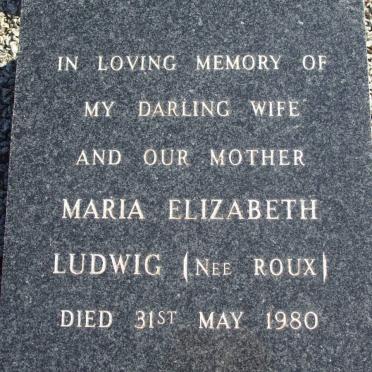 IN LOVING MEMORY OF
MY DARLING WIFE
AND OUR MOTHER
MARIA ELIZABETH
LUDWIG (NEE ROUX)
DIED 31ST MAY 1980